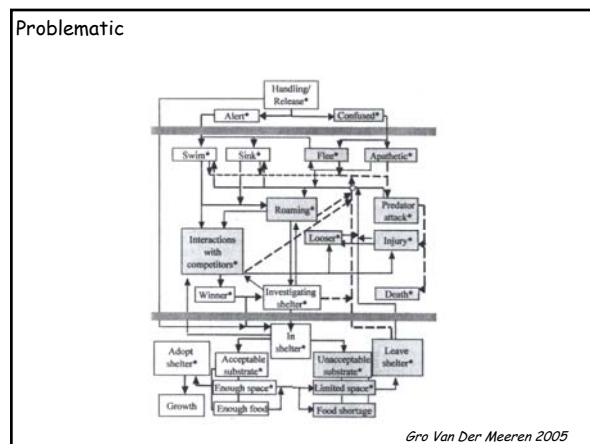 Problematic
Handling/
Release*
Alert*
Confused*
Swim*
Sink*
Flee*
Apathetic*
Roaming*
Predator
attack*
Looser*
Injury*
Interactions
with
competitors*
Winner*
Investigating
shelter*
Death*
In
shelter*
Adopt
shelter*
Acceptable
substrate*
Unacceptable
substrate*
Leave
shelter*
Enough space*
Limited space*
Growth
Enough food
Food shortage
Gro Van Der Meeren 2005